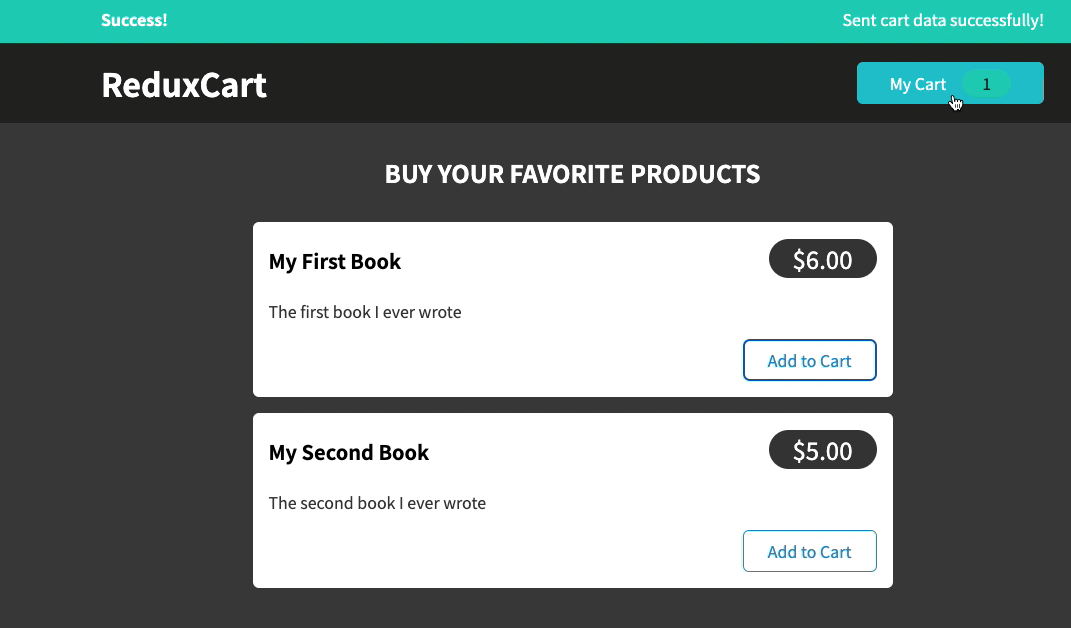 Success! Sent cart data successfully!
ReduxCart My Cart 1
BUY YOUR FAVORITE PRODUCTS
My First Book $6.00
The first book I ever wrote
Add to Cart
My Second Book $5.00
The second book I ever wrote
Add to Cart